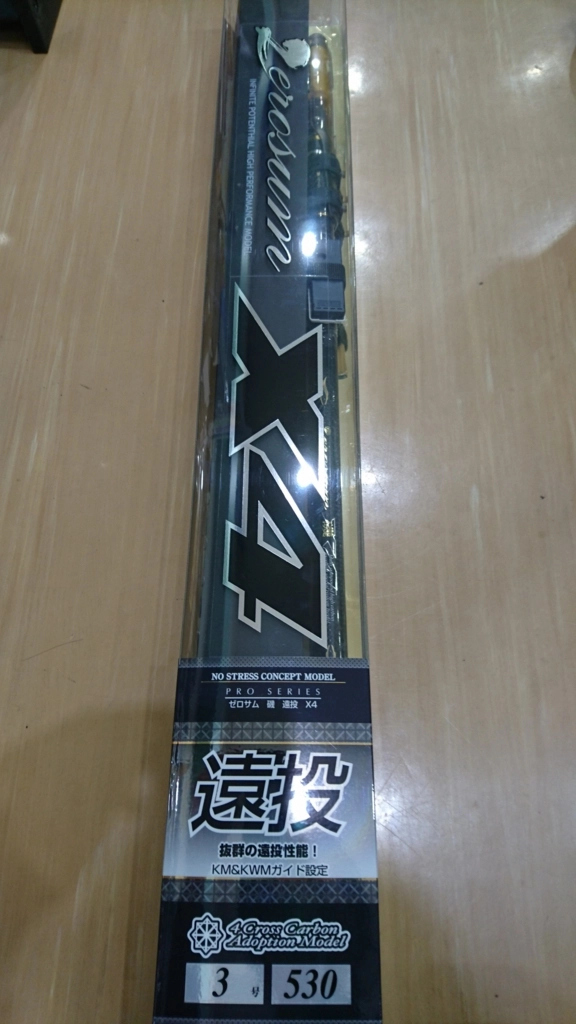 Zerosum
INFINITE POTENTHIAL HIGH PERFORMANCE MODEL
X4
NO STRESS CONCEPT MODEL
PRO SERIES
ゼロサム 磯 遠投 X4
遠投
抜群の遠投性能！
KM&KWMガイド設定
4 Cross Carbon
Adoption Model
3号 530